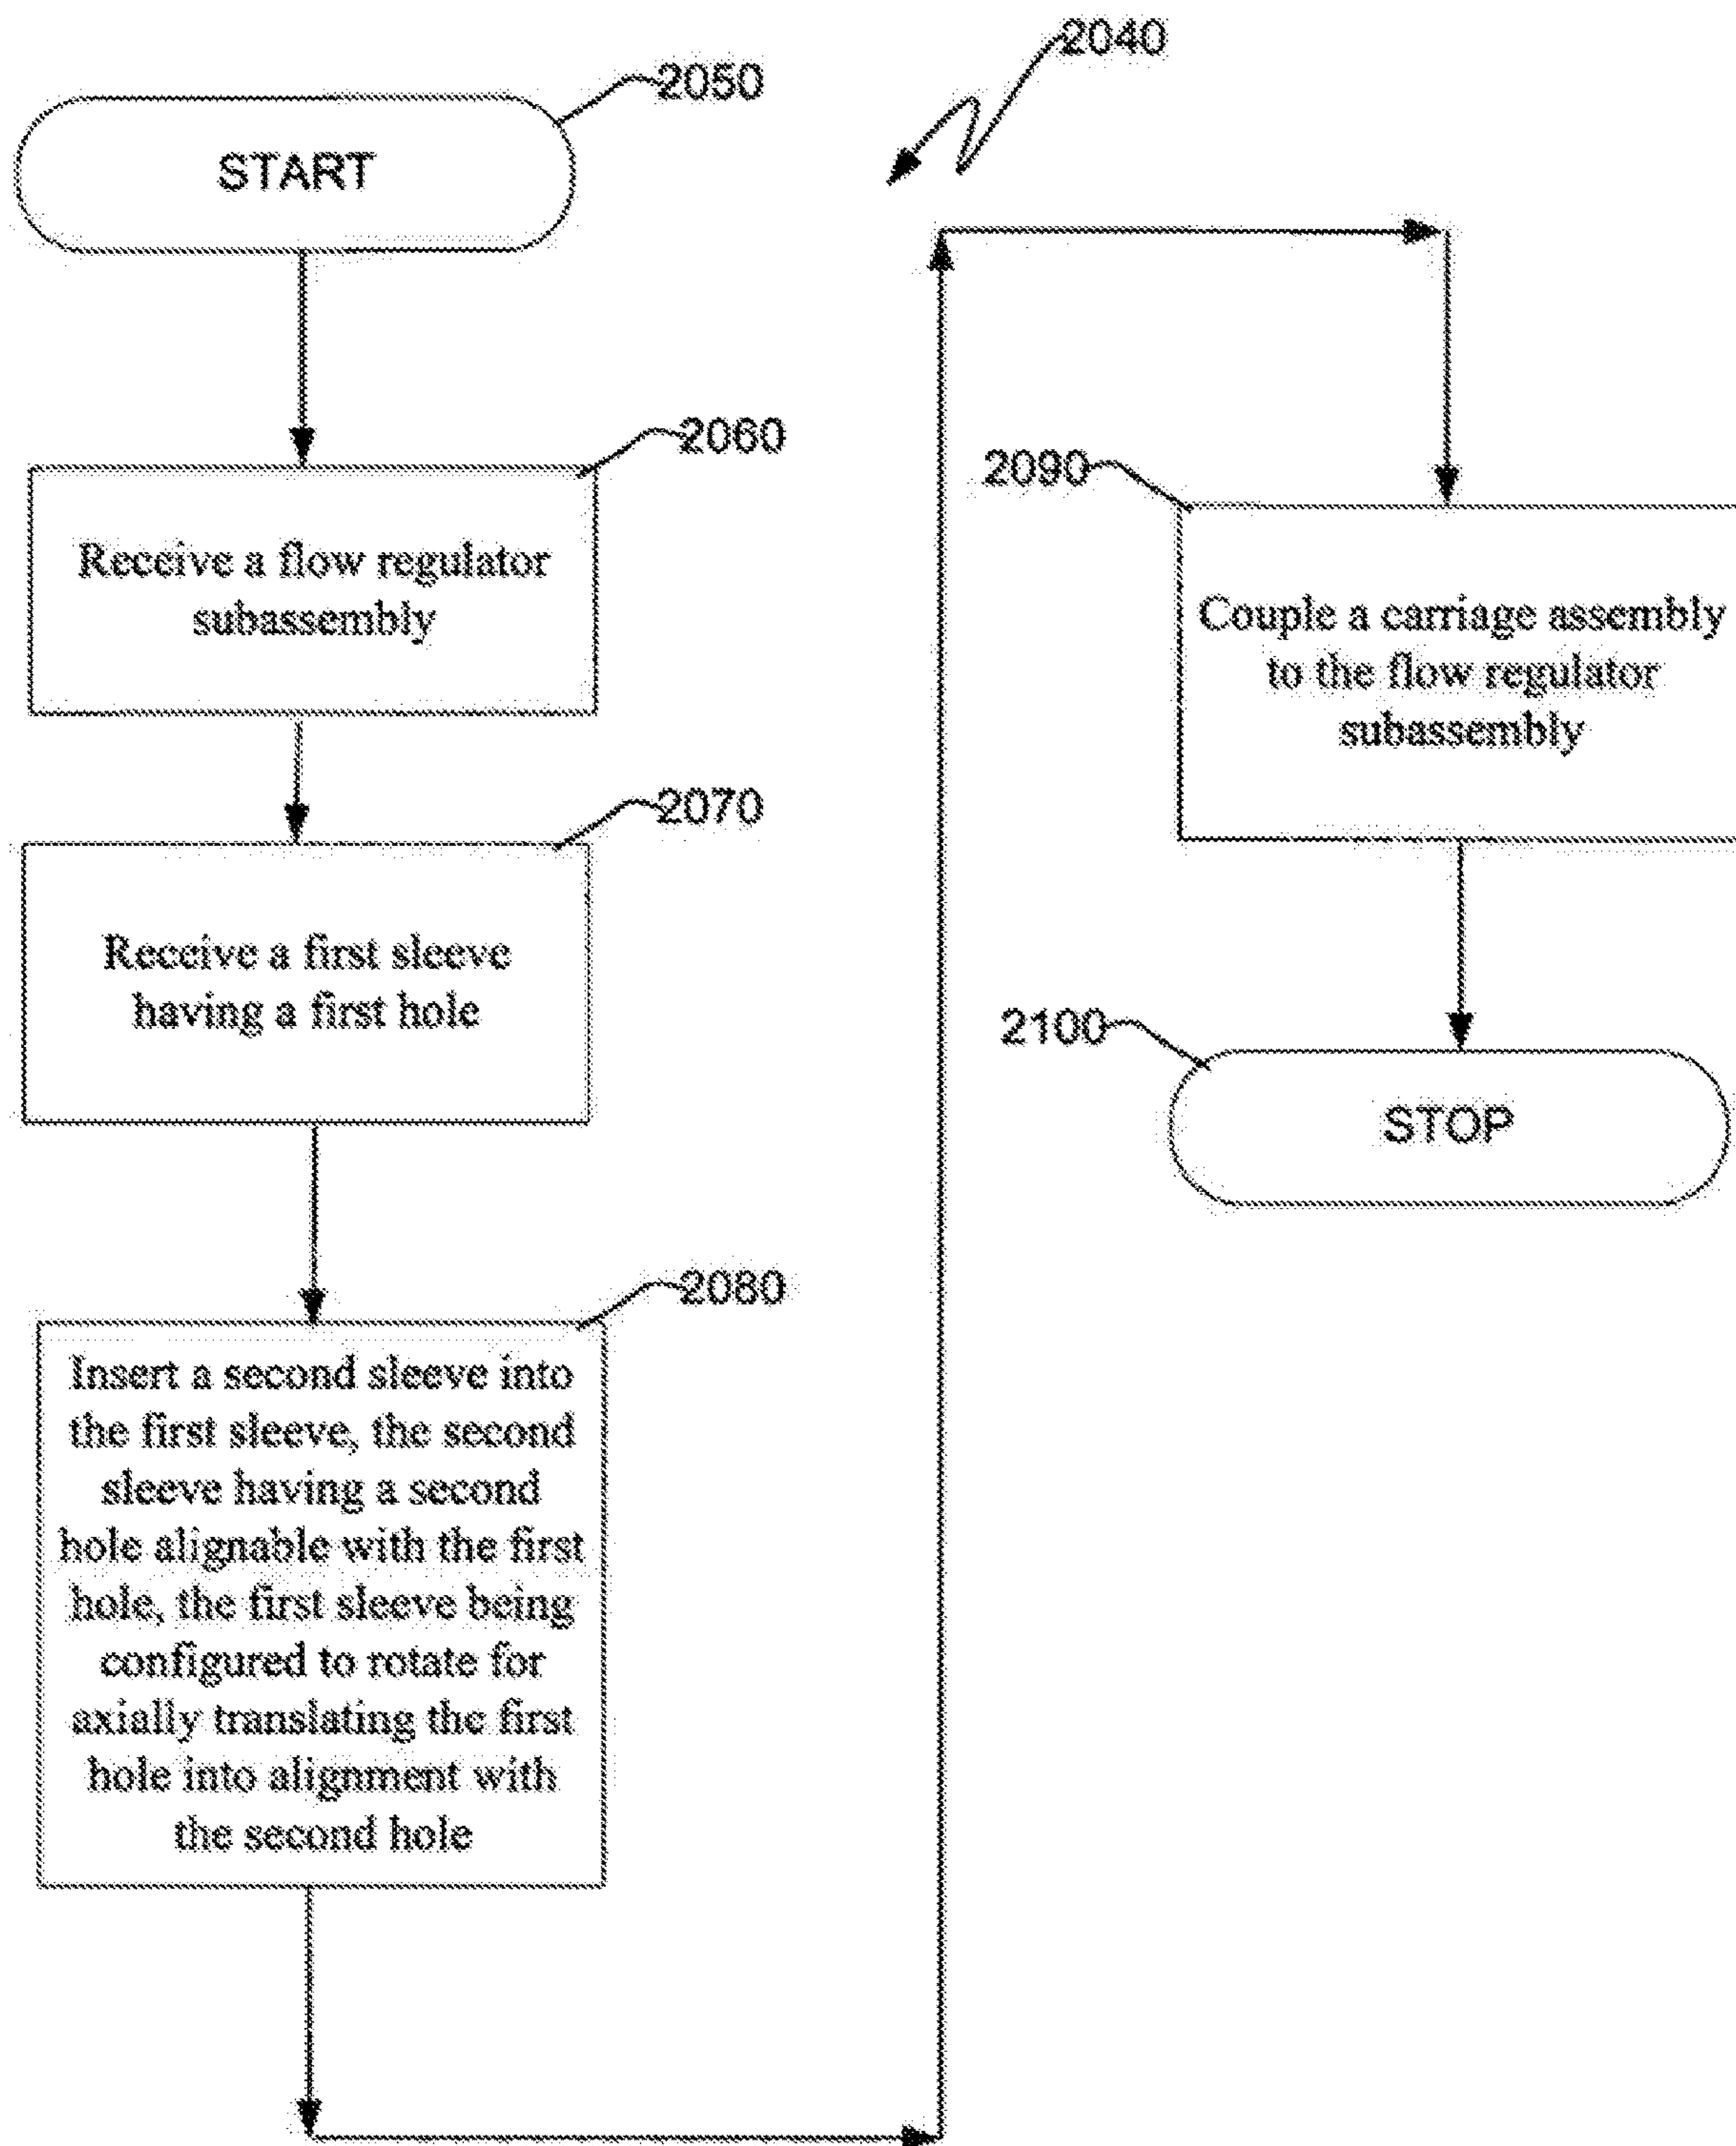 2040
2050
START
2060
Receive a flow regulator
subassembly
2070
Receive a first sleeve
having a first hole
2080
Insert a second sleeve into
the first sleeve, the second
sleeve having a second
hole alignable with the first
hole, the first sleeve being
configured to rotate for
axially translating the first
hole into alignment with
the second hole
2090
Couple a carriage assembly
to the flow regulator
subassembly
2100
STOP